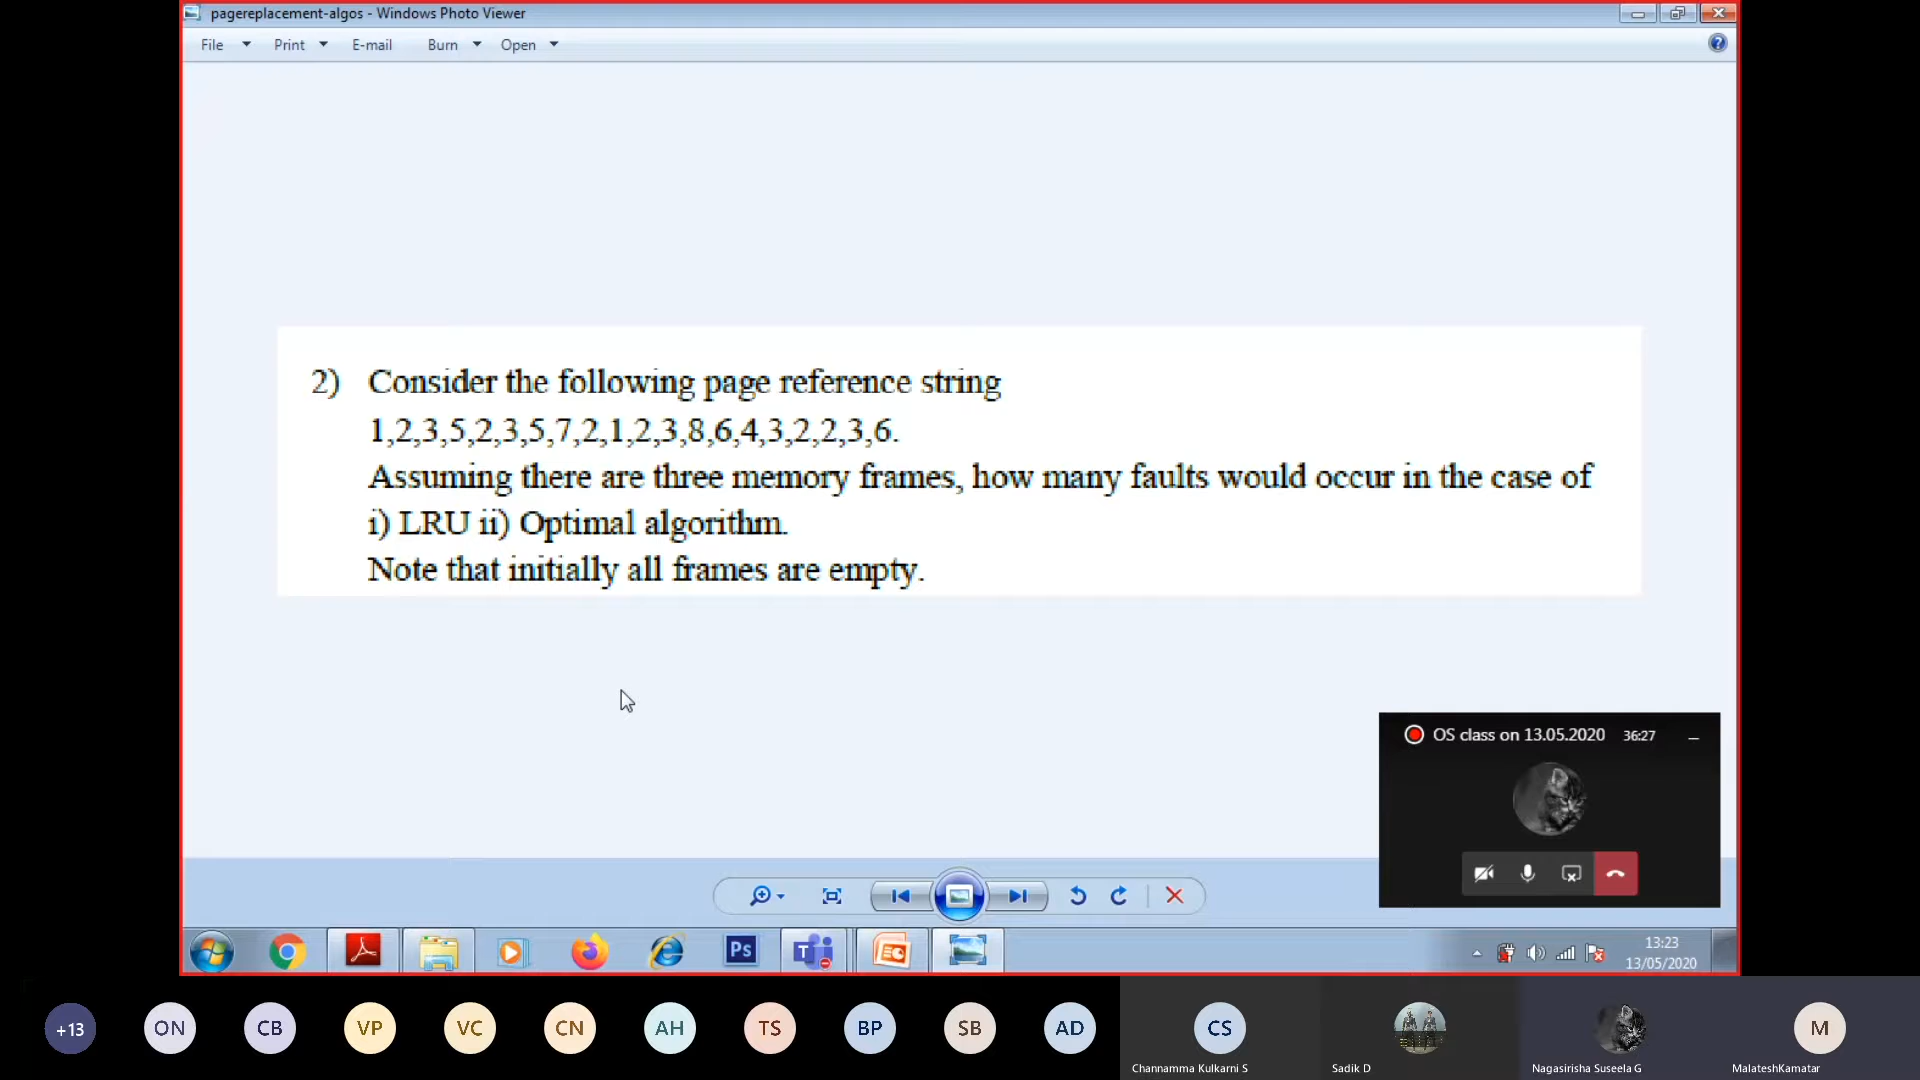 pagereplacement-algos - Windows Photo Viewer
File Print E-mail Burn Open
2) Consider the following page reference string
1,2,3,5,2,3,5,7,2,1,2,3,8,6,4,3,2,2,3,6.
Assuming there are three memory frames, how many faults would occur in the case of
i) LRU ii) Optimal algorithm.
Note that initially all frames are empty.
OS class on 13.05.2020 36:27
Ps
T
13:23
13/05/2020
+13 ON CB VP VC CN AH TS BP SB AD CS M
Channamma Kulkarni S Sadik D Nagasirisha Suseela G MalateshKamatar